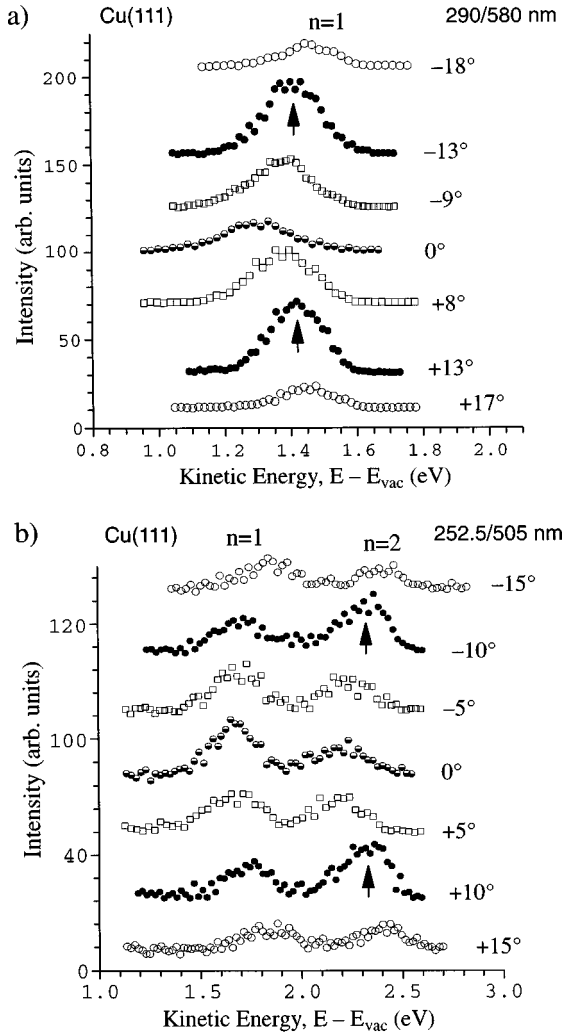 a) Cu(111) n=1 290/580 nm
−18°
−13°
−9°
0°
+8°
+13°
+17°
200
150
100
50
0
Intensity (arb. units)
0.8 1.0 1.2 1.4 1.6 1.8 2.0
Kinetic Energy, E − Evac (eV)
b) Cu(111) n=1 n=2 252.5/505 nm
−15°
−10°
−5°
0°
+5°
+10°
+15°
120
100
40
0
Intensity (arb. units)
1.0 1.5 2.0 2.5 3.0
Kinetic Energy, E − Evac (eV)